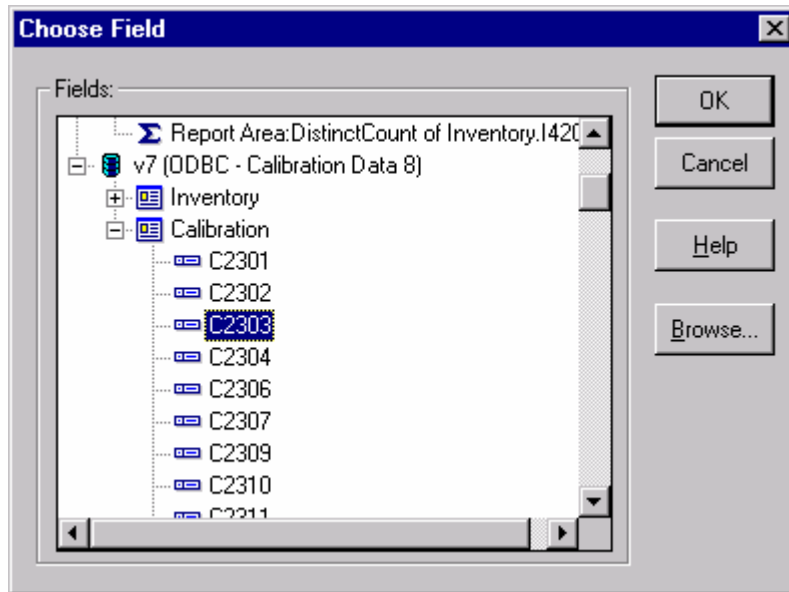 Choose Field
Fields:
Report Area:DistinctCount of Inventory.I420
v7 (ODBC - Calibration Data 8)
Inventory
Calibration
C2301
C2302
C2303
C2304
C2306
C2307
C2309
C2310
C2311
OK
Cancel
Help
Browse...